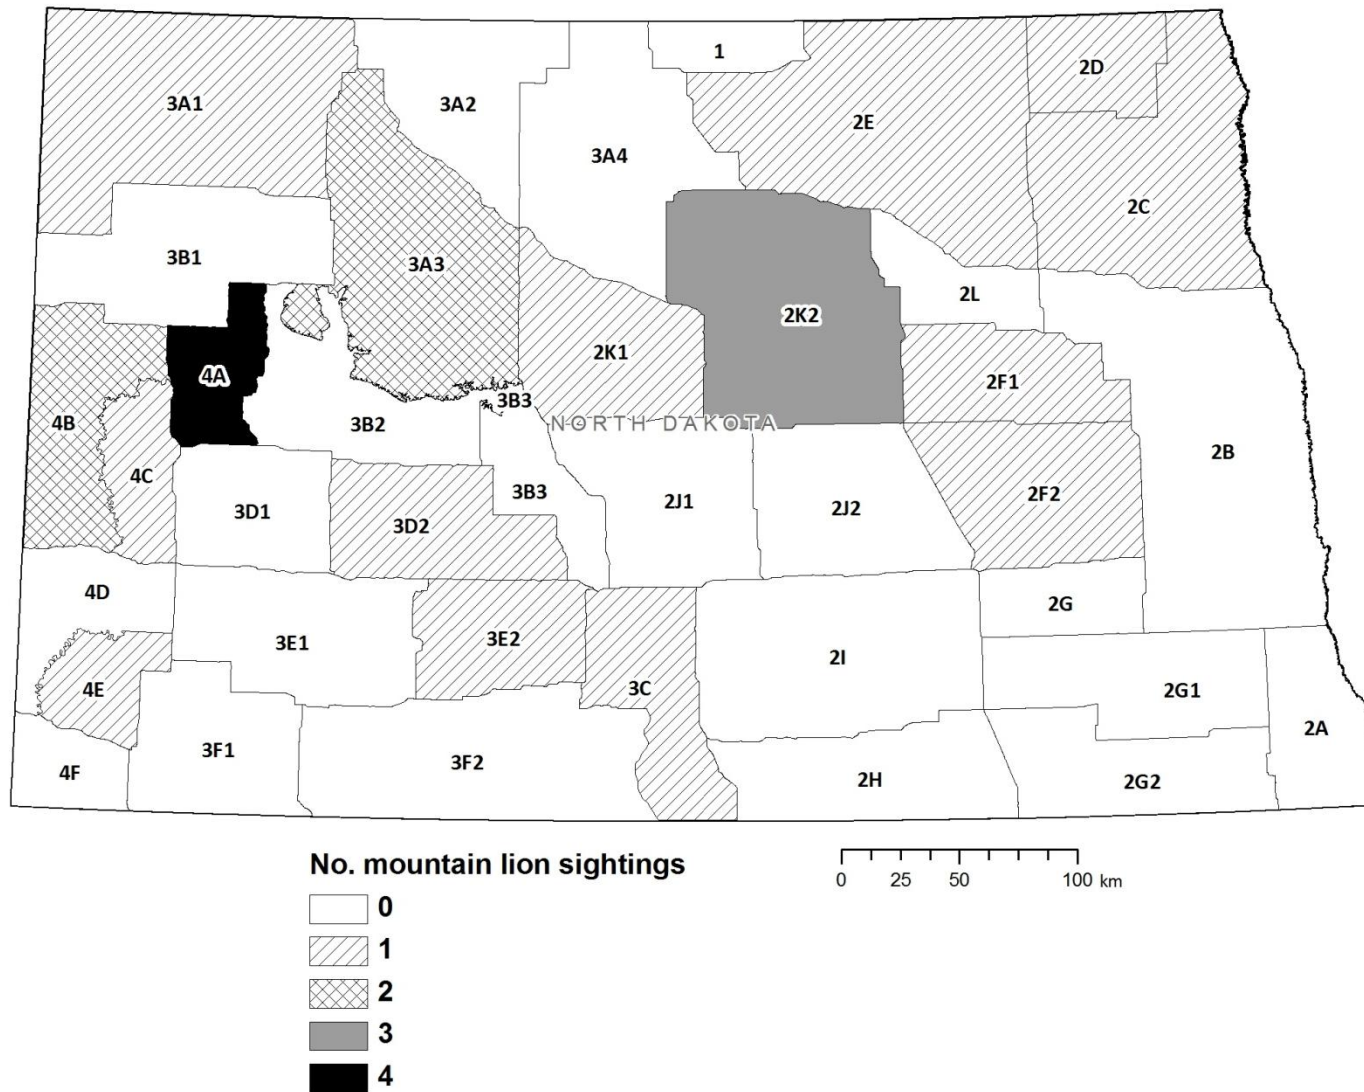 1
2D
3A1
3A2
2E
3A4
2C
3B1
3A3
2L
2K2
2K1
4A
2F1
3B3
4B
3B2
NORTH DAKOTA
2B
4C
3B3
2F2
3D1
3D2
2J1
2J2
4D
2G
3E1
3E2
2I
4E
3C
2G1
2A
3F1
3F2
4F
2H
2G2
No. mountain lion sightings
0
1
2
3
4
0 25 50 100 km